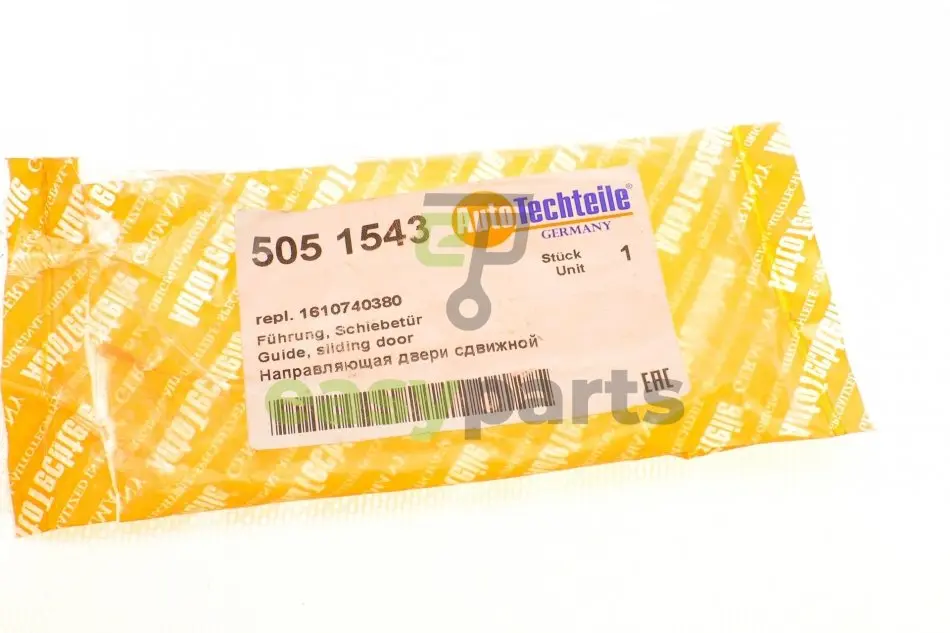 505 1543
AutoTechteile®
GERMANY
Stück
Unit
1
repl. 1610740380
Führung, Schiebetür
Guide, sliding door
Направляющая двери сдвижной
EAC
EP
easyparts